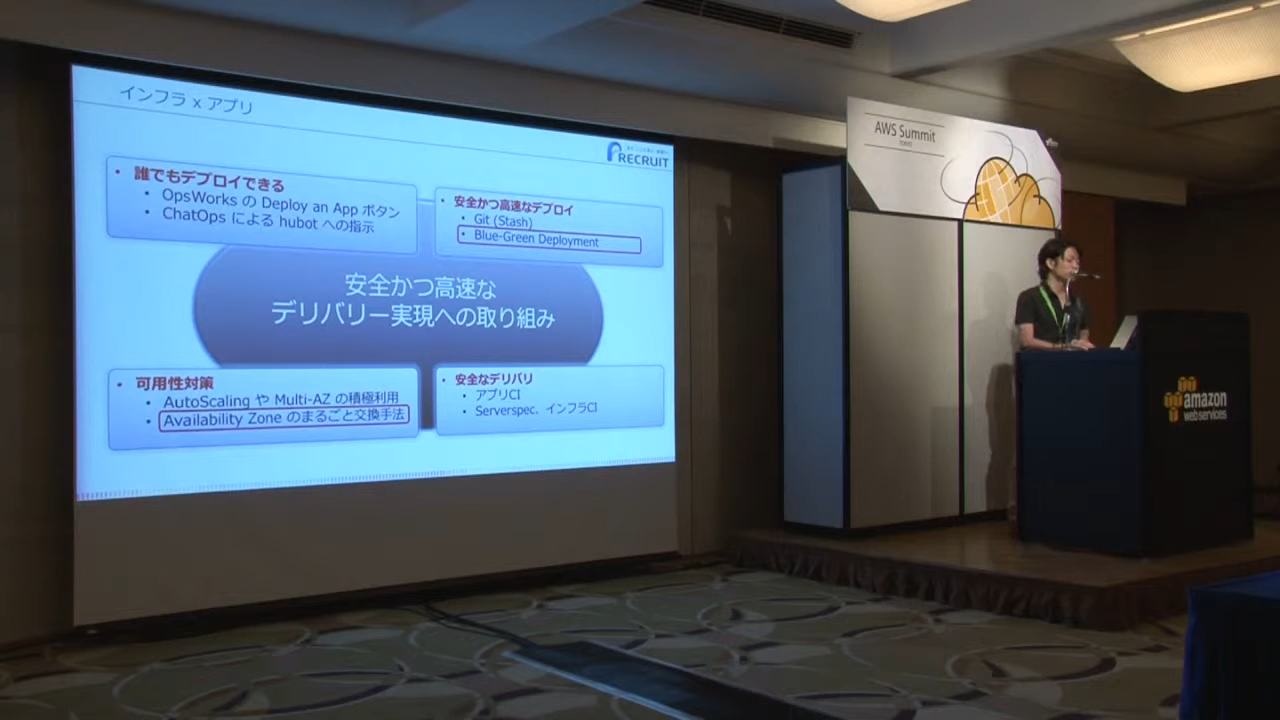 インフラ x アプリ
RECRUIT
• 誰でもデプロイできる
• OpsWorks の Deploy an App ボタン
• ChatOps による hubot への指示
• 安全かつ高速なデプロイ
• Git (Stash)
• Blue-Green Deployment
安全かつ高速な
デリバリー実現への取り組み
• 可用性対策
• AutoScaling や Multi-AZ の積極利用
• Availability Zone のまるごと交換手法
• 安全なデリバリ
• アプリCI
• Serverspec、インフラCI
AWS Summit
TOKYO
amazon
web services